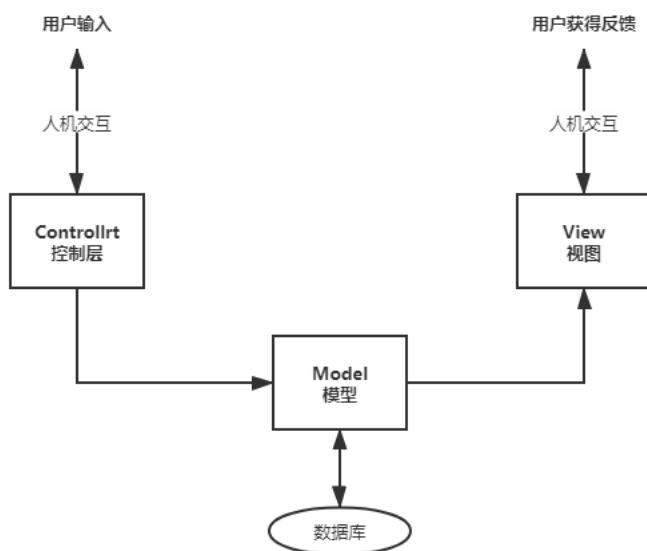 用户输入
用户获得反馈
人机交互
人机交互
Controllrt
控制层
View
视图
Model
模型
数据库